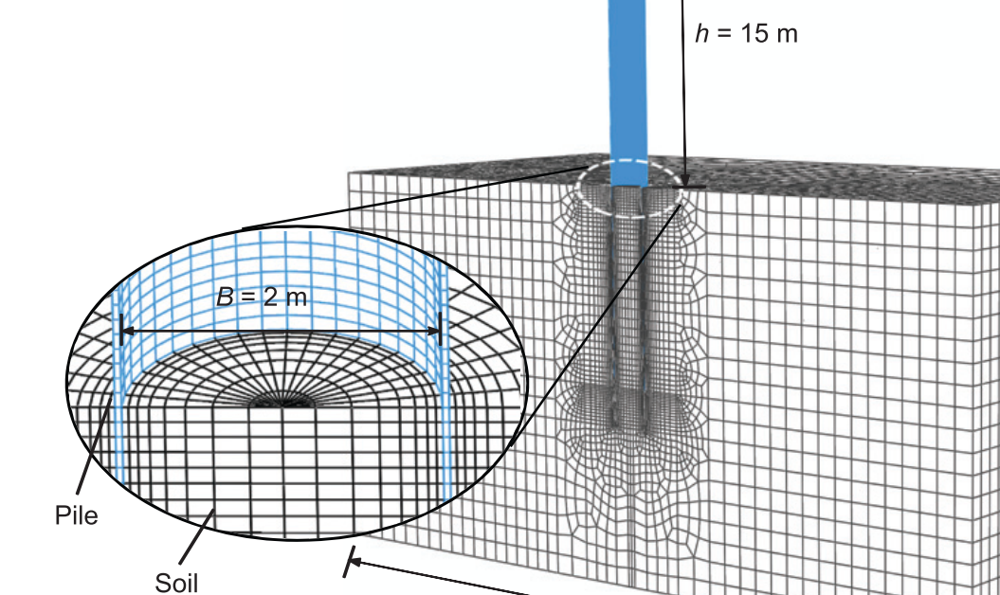 h = 15 m
B = 2 m
Pile
Soil